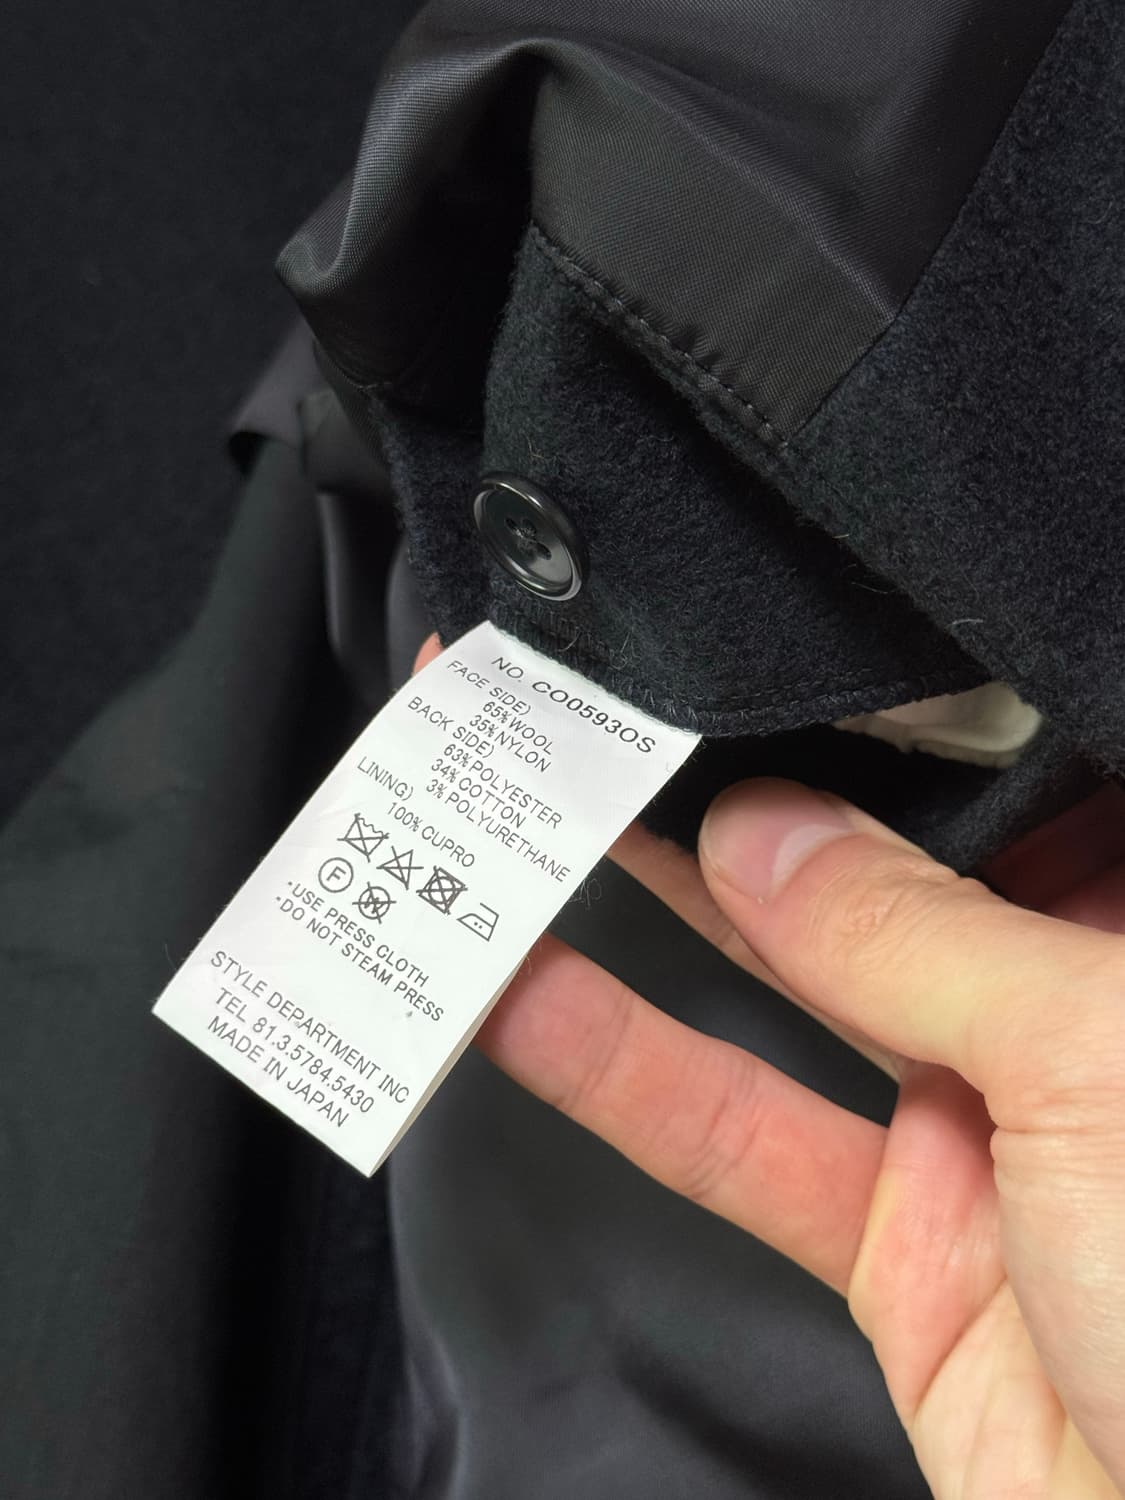 NO. CO0593OS
FACE SIDE)
65% WOOL
35% NYLON
BACK SIDE)
63% POLYESTER
34% COTTON
3% POLYURETHANE
LINING)
100% CUPRO
F W
·USE PRESS CLOTH
·DO NOT STEAM PRESS
STYLE DEPARTMENT INC
TEL 81.3.5784.5430
MADE IN JAPAN